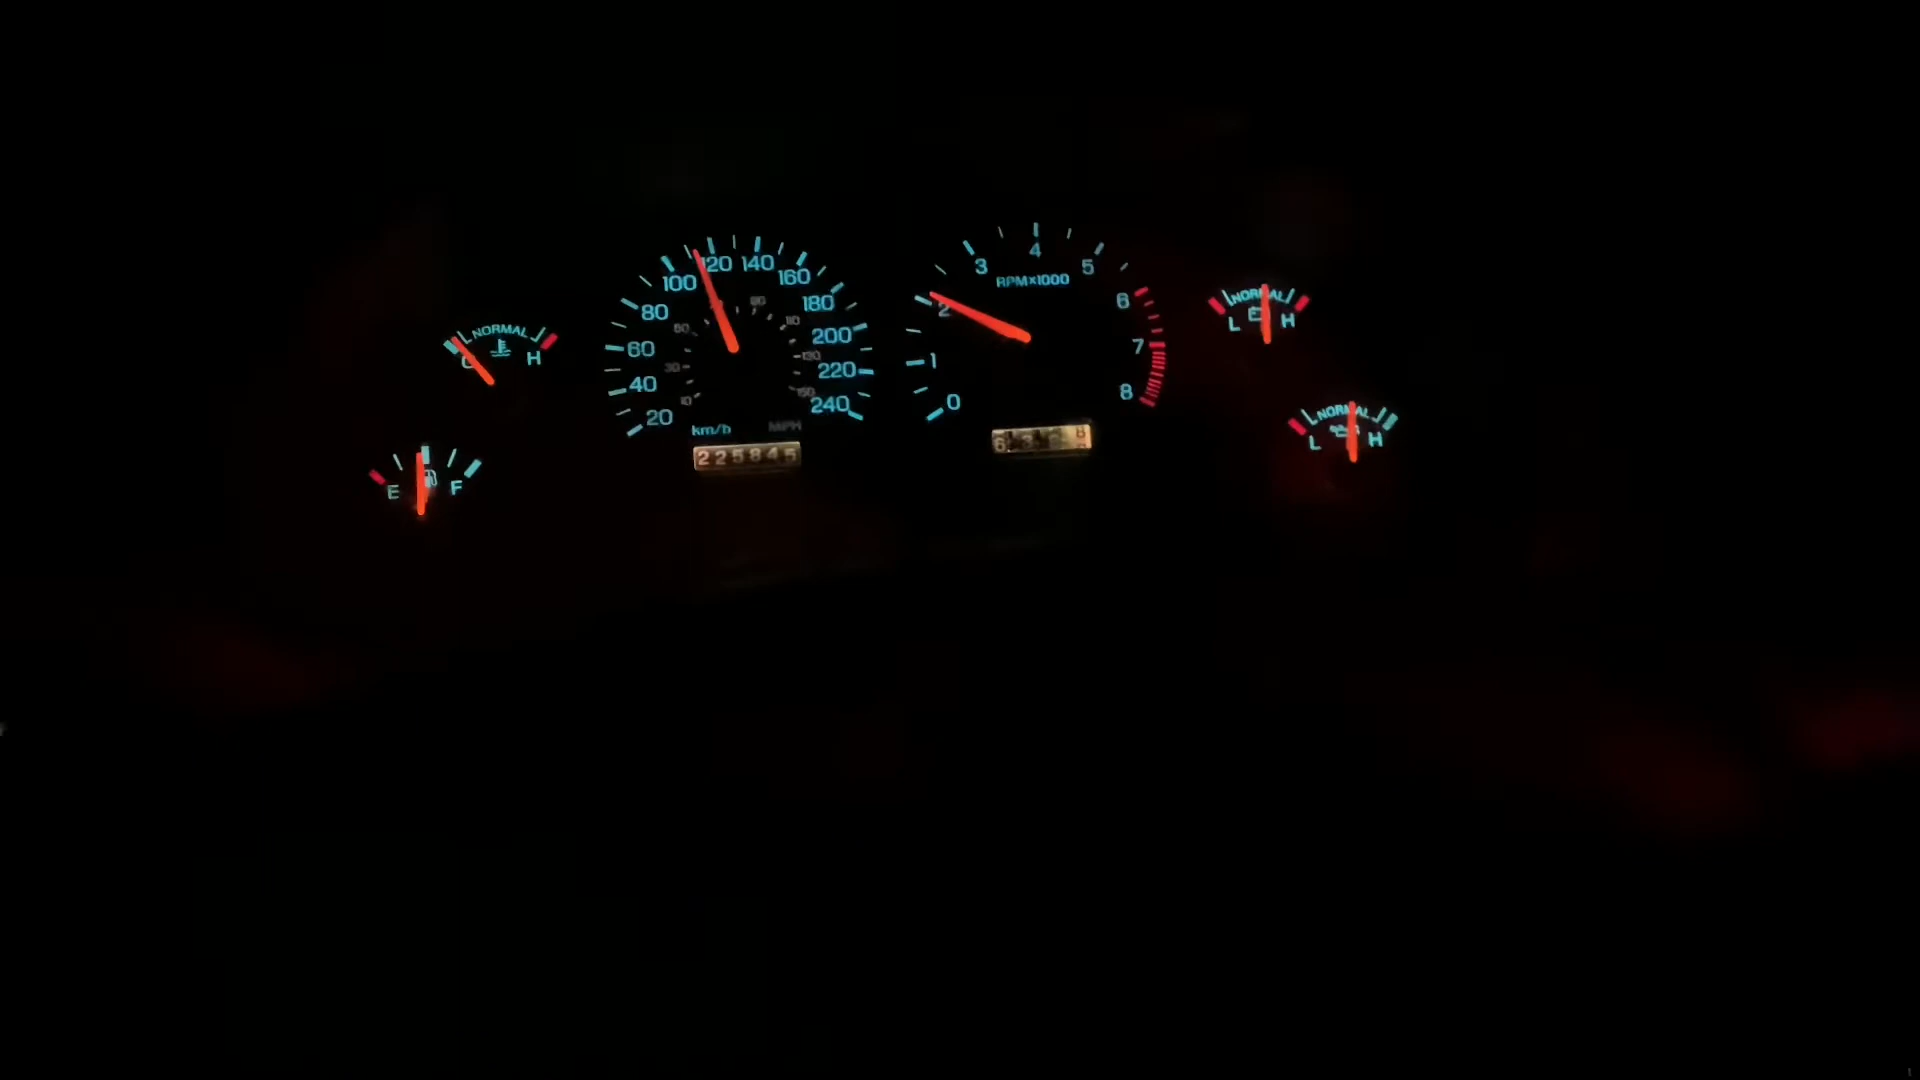 NORMAL
C H
E F
20 40 60 80 100 120 140 160 180 200 220 240
km/h MPH
225845
0 1 2 3 4 5 6 7 8
RPM×1000
NORMAL
L H
NORMAL
L H